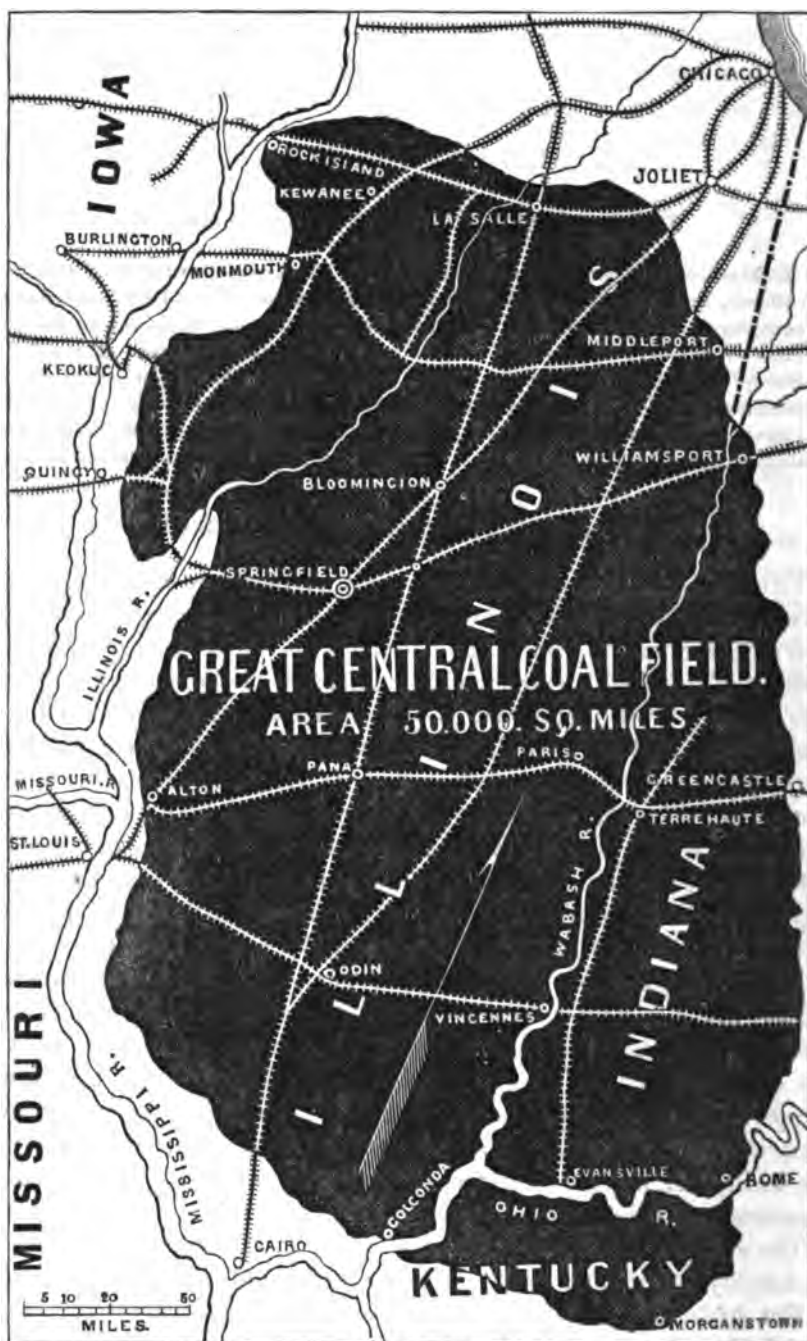 CHICAGO
IOWA
ROCK ISLAND
KEWANEE
JOLIET
LA SALLE
BURLINGTON
MONMOUTH
MIDDLEPORT
KEOKUC
QUINCY
BLOOMINGION
WILLIAMSPORT
SPRINGFIELD
ILLINOIS R.
GREAT CENTRAL COAL FIELD.
AREA 50.000. SQ. MILES
PARIS
PANA
MISSOURI. R
ALTON
GREENCASTLE
TERRE HAUTE
ST. LOUIS
WABASH R.
ILLINOIS
INDIANA
ODIN
VINCENNES
MISSOURI
MISSISSIPPI R.
GOLCONDA
EVANSVILLE
ROME
OHIO R.
CAIRO
KENTUCKY
5 10 20 50
MILES.
MORGANSTOWN